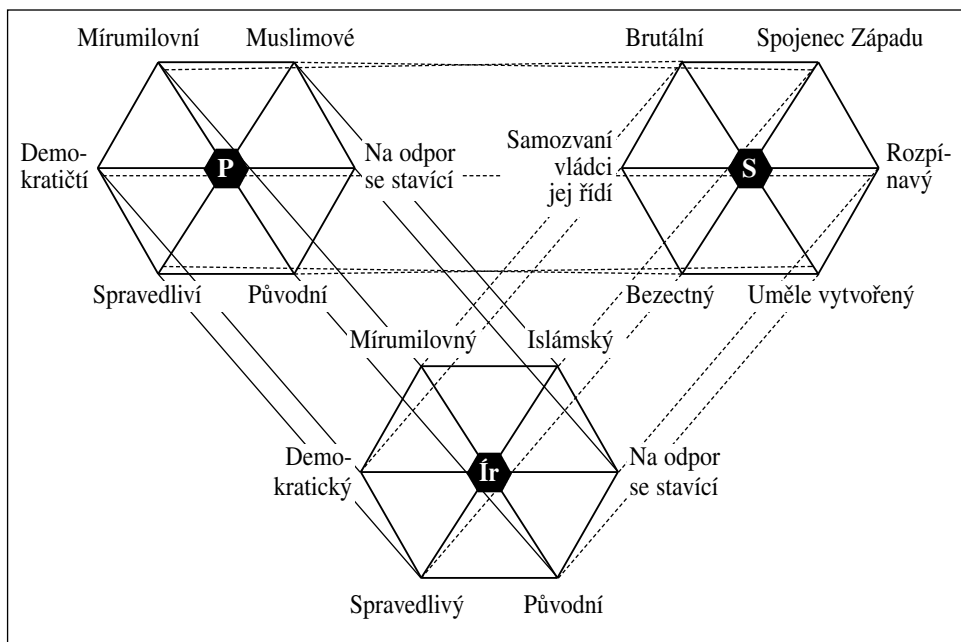 Mírumilovní
Muslimové
Brutální
Spojenec Západu
Demo-
kratičtí
P
Na odpor
se stavící
Samozvaní
vládci
jej řídí
S
Rozpí-
navý
Spravedliví
Původní
Bezectný
Uměle vytvořený
Mírumilovný
Islámský
Demo-
kratický
Ír
Na odpor
se stavící
Spravedlivý
Původní